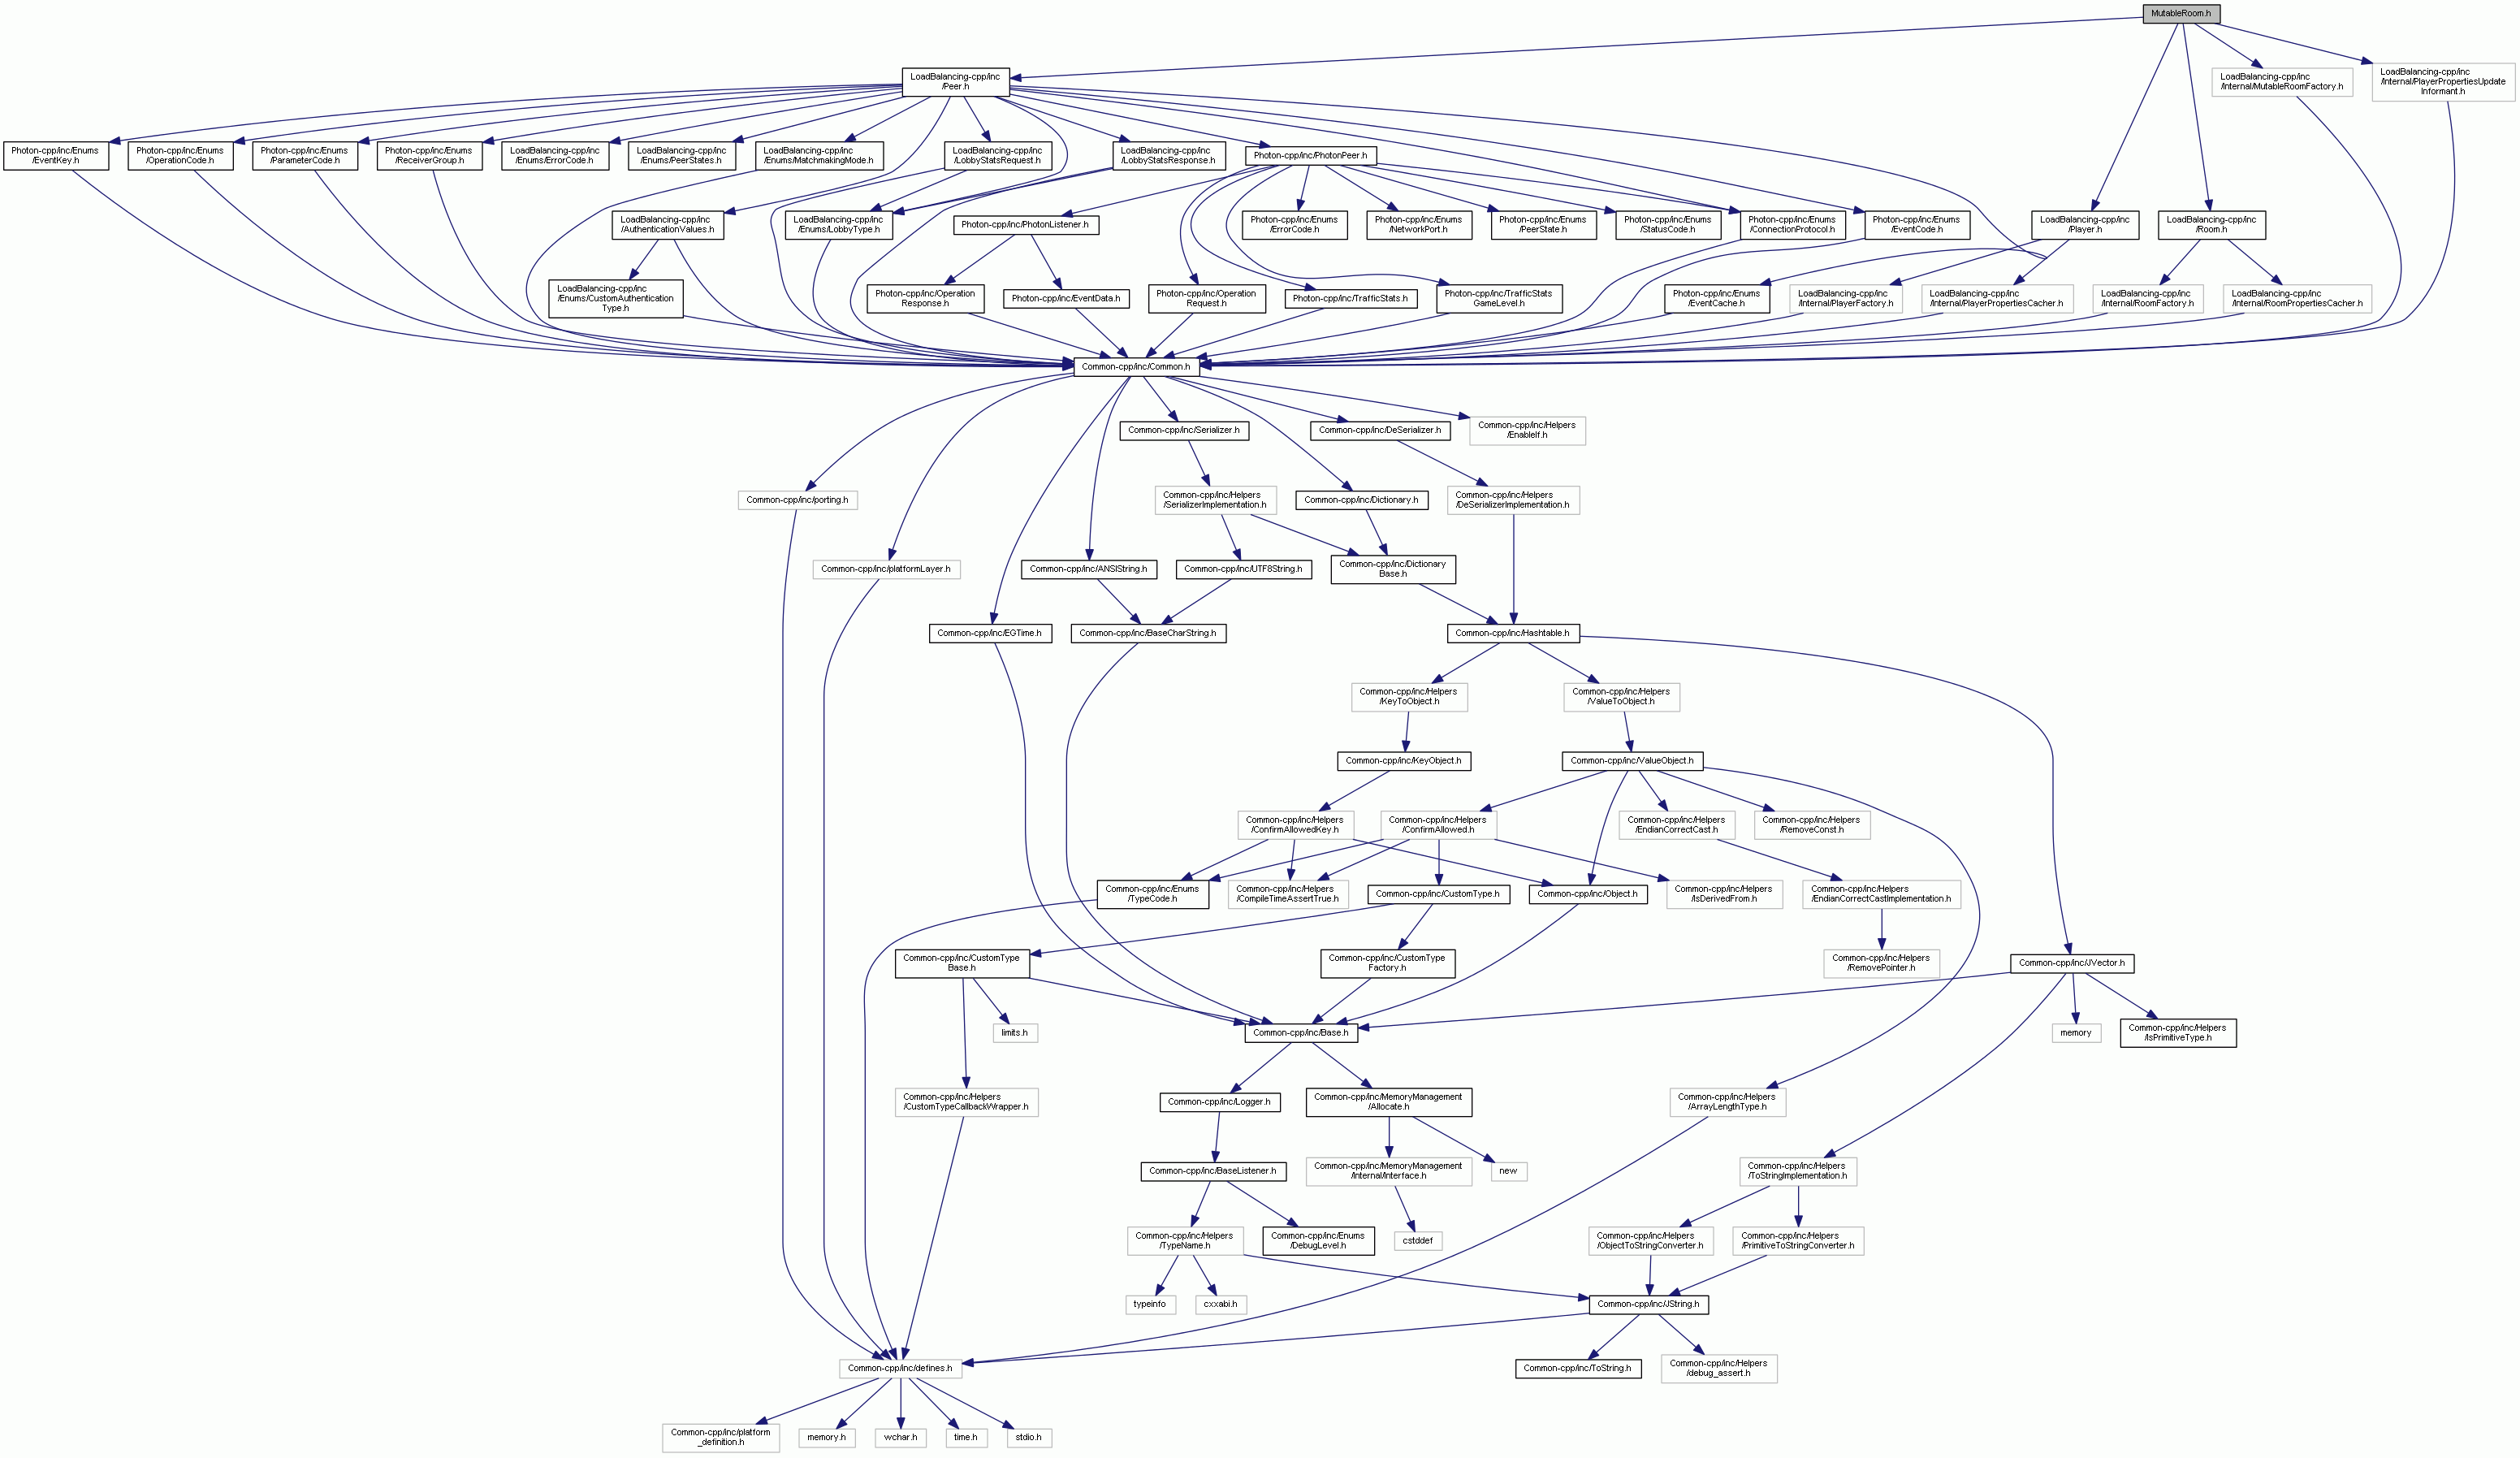 MutableRoom.h
LoadBalancing-cpp/inc
/Peer.h
LoadBalancing-cpp/inc
/Internal/MutableRoomFactory.h
LoadBalancing-cpp/inc
/Internal/PlayerPropertiesUpdate
Informant.h
Photon-cpp/inc/Enums
/EventKey.h
Photon-cpp/inc/Enums
/OperationCode.h
Photon-cpp/inc/Enums
/ParameterCode.h
Photon-cpp/inc/Enums
/ReceiverGroup.h
LoadBalancing-cpp/inc
/Enums/ErrorCode.h
LoadBalancing-cpp/inc
/Enums/PeerStates.h
LoadBalancing-cpp/inc
/Enums/MatchmakingMode.h
LoadBalancing-cpp/inc
/LobbyStatsRequest.h
LoadBalancing-cpp/inc
/LobbyStatsResponse.h
Photon-cpp/inc/PhotonPeer.h
LoadBalancing-cpp/inc
/AuthenticationValues.h
LoadBalancing-cpp/inc
/Enums/LobbyType.h
Photon-cpp/inc/PhotonListener.h
Photon-cpp/inc/Enums
/ErrorCode.h
Photon-cpp/inc/Enums
/NetworkPort.h
Photon-cpp/inc/Enums
/PeerState.h
Photon-cpp/inc/Enums
/StatusCode.h
Photon-cpp/inc/Enums
/ConnectionProtocol.h
Photon-cpp/inc/Enums
/EventCode.h
LoadBalancing-cpp/inc
/Player.h
LoadBalancing-cpp/inc
/Room.h
LoadBalancing-cpp/inc
/Enums/CustomAuthentication
Type.h
Photon-cpp/inc/Operation
Response.h
Photon-cpp/inc/EventData.h
Photon-cpp/inc/Operation
Request.h
Photon-cpp/inc/TrafficStats.h
Photon-cpp/inc/TrafficStats
GameLevel.h
Photon-cpp/inc/Enums
/EventCache.h
LoadBalancing-cpp/inc
/Internal/PlayerFactory.h
LoadBalancing-cpp/inc
/Internal/PlayerPropertiesCacher.h
LoadBalancing-cpp/inc
/Internal/RoomFactory.h
LoadBalancing-cpp/inc
/Internal/RoomPropertiesCacher.h
Common-cpp/inc/Common.h
Common-cpp/inc/Serializer.h
Common-cpp/inc/DeSerializer.h
Common-cpp/inc/Helpers
/EnableIf.h
Common-cpp/inc/porting.h
Common-cpp/inc/Helpers
/SerializerImplementation.h
Common-cpp/inc/Dictionary.h
Common-cpp/inc/Helpers
/DeSerializerImplementation.h
Common-cpp/inc/platformLayer.h
Common-cpp/inc/ANSIString.h
Common-cpp/inc/UTF8String.h
Common-cpp/inc/Dictionary
Base.h
Common-cpp/inc/EGTime.h
Common-cpp/inc/BaseCharString.h
Common-cpp/inc/Hashtable.h
Common-cpp/inc/Helpers
/KeyToObject.h
Common-cpp/inc/Helpers
/ValueToObject.h
Common-cpp/inc/KeyObject.h
Common-cpp/inc/ValueObject.h
Common-cpp/inc/Helpers
/ConfirmAllowedKey.h
Common-cpp/inc/Helpers
/ConfirmAllowed.h
Common-cpp/inc/Helpers
/EndianCorrectCast.h
Common-cpp/inc/Helpers
/RemoveConst.h
Common-cpp/inc/Enums
/TypeCode.h
Common-cpp/inc/Helpers
/CompileTimeAssertTrue.h
Common-cpp/inc/CustomType.h
Common-cpp/inc/Object.h
Common-cpp/inc/Helpers
/IsDerivedFrom.h
Common-cpp/inc/Helpers
/EndianCorrectCastImplementation.h
Common-cpp/inc/CustomType
Base.h
Common-cpp/inc/CustomType
Factory.h
Common-cpp/inc/Helpers
/RemovePointer.h
Common-cpp/inc/JVector.h
limits.h
Common-cpp/inc/Base.h
memory
Common-cpp/inc/Helpers
/IsPrimitiveType.h
Common-cpp/inc/Helpers
/CustomTypeCallbackWrapper.h
Common-cpp/inc/Logger.h
Common-cpp/inc/MemoryManagement
/Allocate.h
Common-cpp/inc/Helpers
/ArrayLengthType.h
Common-cpp/inc/BaseListener.h
Common-cpp/inc/MemoryManagement
/Internal/Interface.h
new
Common-cpp/inc/Helpers
/ToStringImplementation.h
Common-cpp/inc/Helpers
/TypeName.h
Common-cpp/inc/Enums
/DebugLevel.h
cstddef
Common-cpp/inc/Helpers
/ObjectToStringConverter.h
Common-cpp/inc/Helpers
/PrimitiveToStringConverter.h
typeinfo
cxxabi.h
Common-cpp/inc/JString.h
Common-cpp/inc/defines.h
Common-cpp/inc/ToString.h
Common-cpp/inc/Helpers
/debug_assert.h
Common-cpp/inc/platform
_definition.h
memory.h
wchar.h
time.h
stdio.h